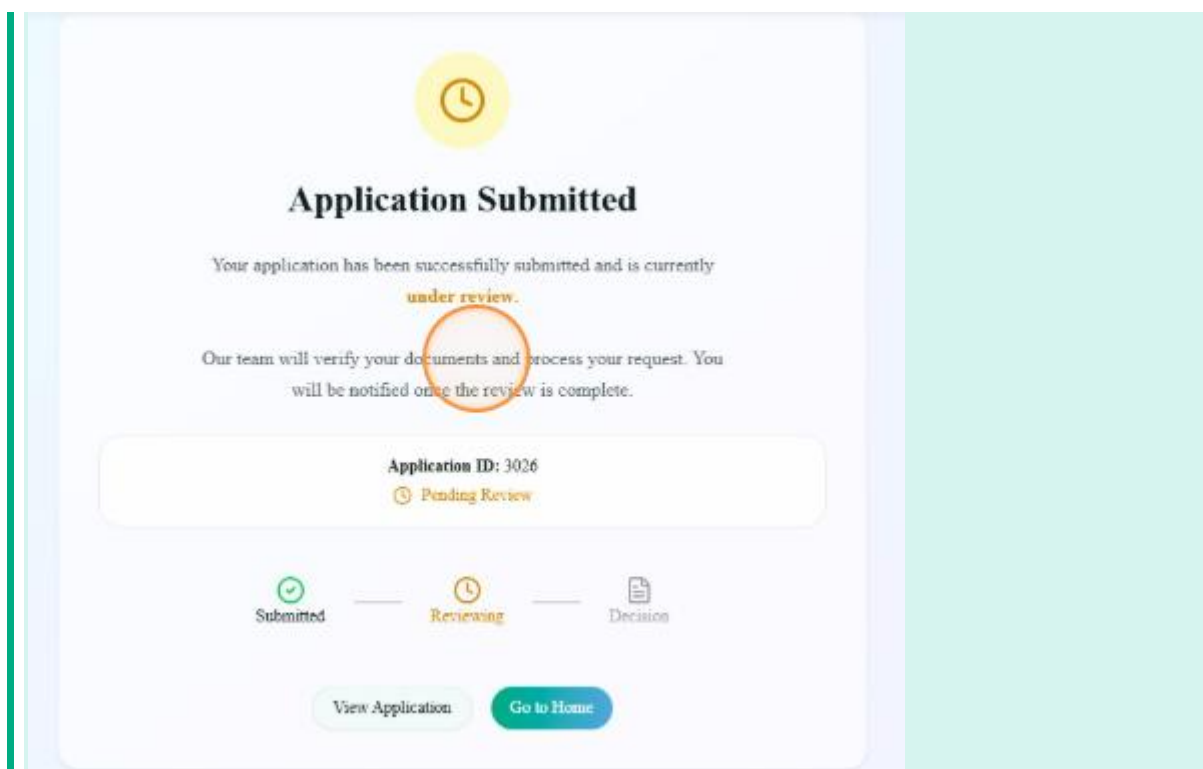 Application Submitted
Your application has been successfully submitted and is currently
under review.
Our team will verify your documents and process your request. You
will be notified once the review is complete.
Application ID: 3026
Pending Review
Submitted
Reviewing
Decision
View Application
Go to Home